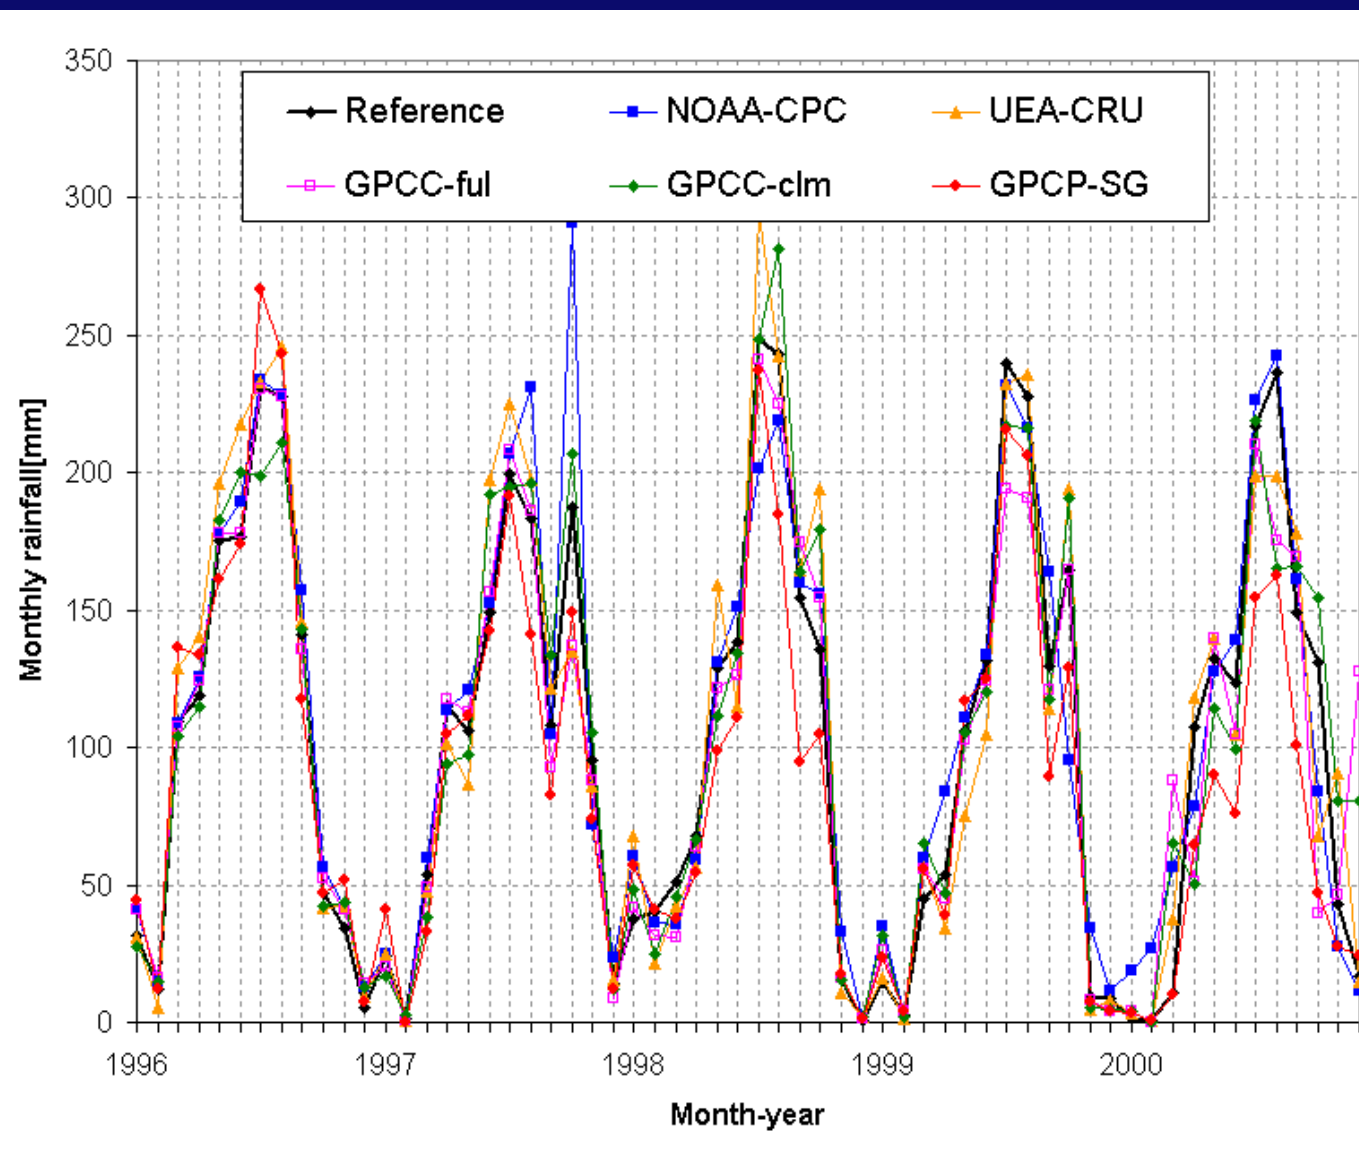 350
Reference NOAA-CPC UEA-CRU
GPCC-ful GPCC-clm GPCP-SG
300
250
200
150
100
50
0
Monthly rainfall[mm]
1996 1997 1998 1999 2000
Month-year